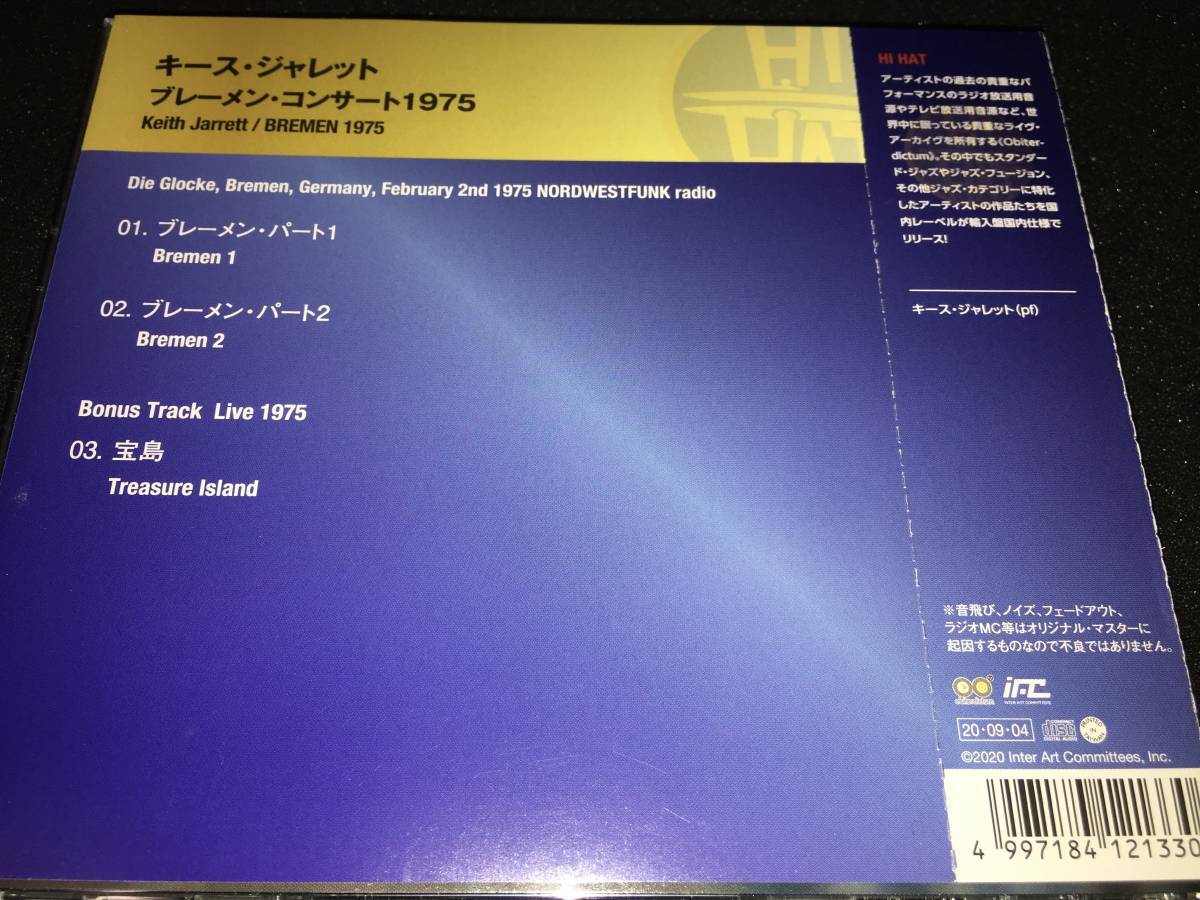 キース・ジャレット
ブレーメン・コンサート1975
Keith Jarrett / BREMEN 1975
HI
HAT
Die Glocke, Bremen, Germany, February 2nd 1975 NORDWESTFUNK radio
01. ブレーメン・パート1
Bremen 1
02. ブレーメン・パート2
Bremen 2
Bonus Track Live 1975
03. 宝島
Treasure Island
HI HAT
アーティストの過去の貴重なパ
フォーマンスのラジオ放送用音
源やテレビ放送用音源など、世
界中に眠っている貴重なライヴ・
アーカイヴを所有する《Obiter-
dictum》。その中でもスタンダー
ド・ジャズやジャズ・フュージョン、
その他ジャズ・カテゴリーに特化
したアーティストの作品たちを国
内レーベルが輸入盤国内仕様で
リリース!
キース・ジャレット(pf)
※音飛び、ノイズ、フェードアウト、
ラジオMC等はオリジナル・マスターに
起因するものなので不良ではありません。
obiterdictum
iFC
INTER ART COMMITTEES
20・09・04
COMPACT
disc
DIGITAL AUDIO
PRINTED
IN
TAIWAN
©2020 Inter Art Committees, Inc.
4 997184 121330